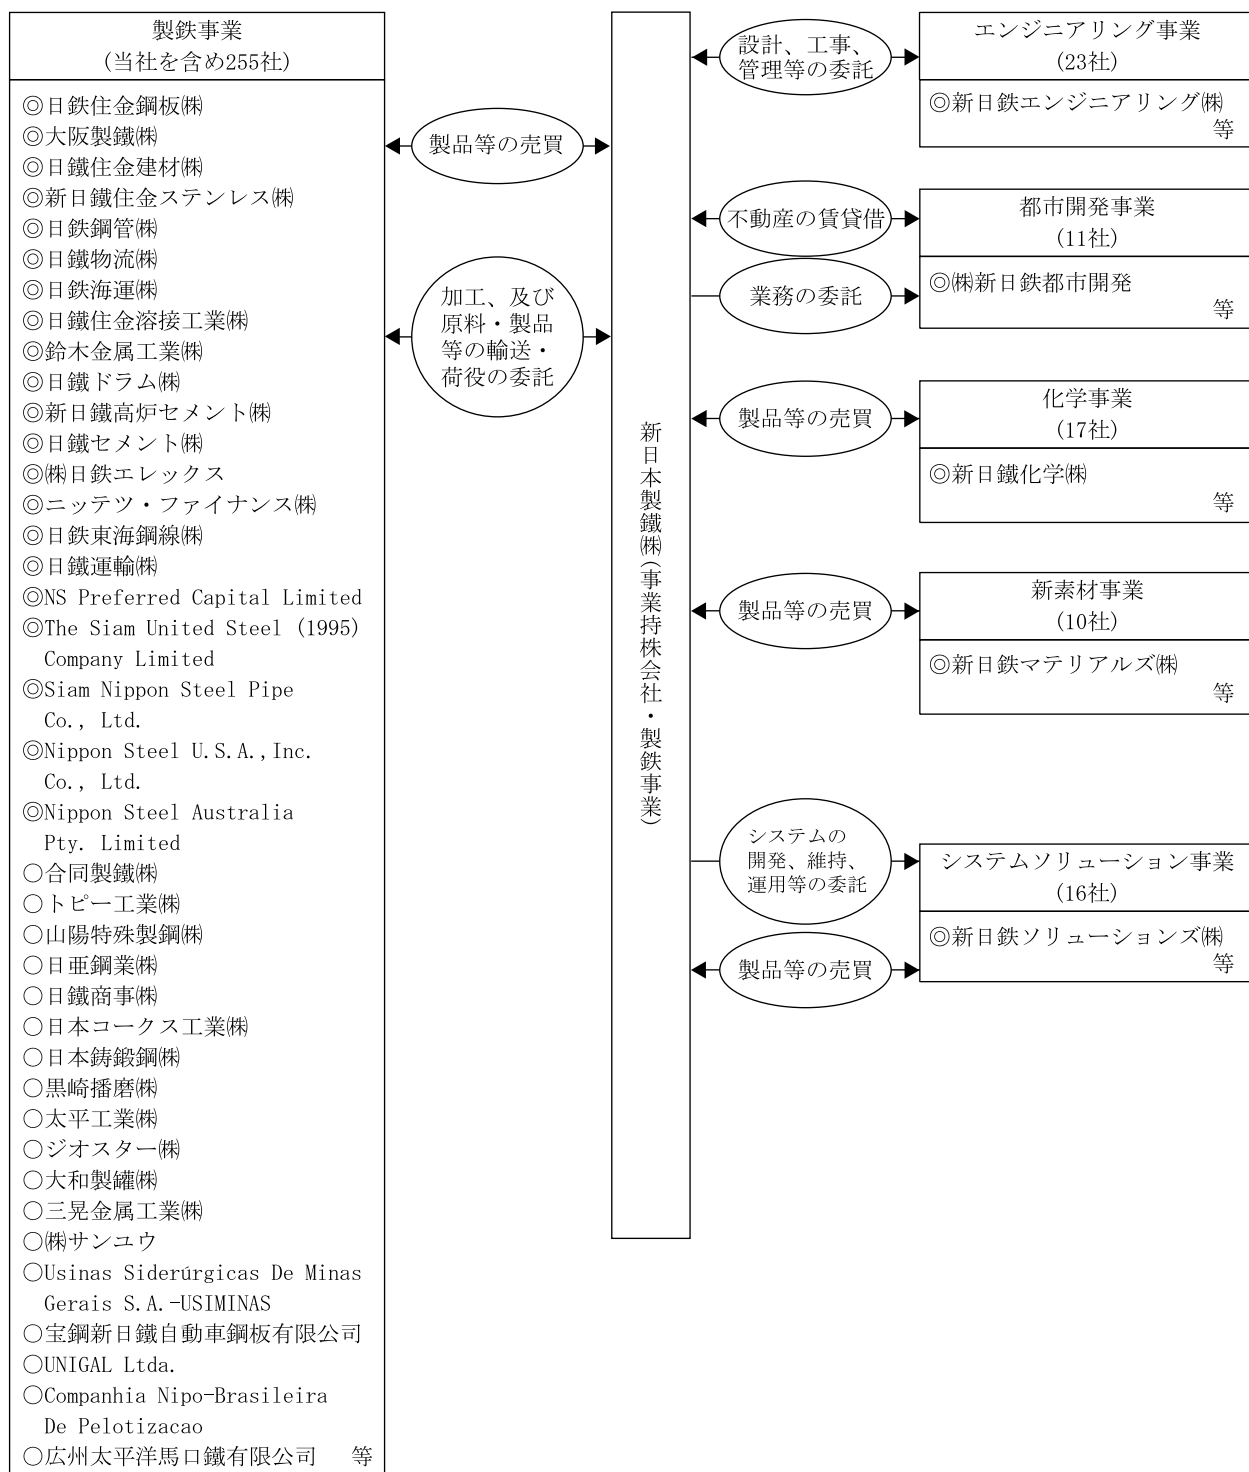 製鉄事業
(当社を含め255社)
◎日鉄住金鋼板㈱
◎大阪製鐵㈱
◎日鐵住金建材㈱
◎新日鐵住金ステンレス㈱
◎日鉄鋼管㈱
◎日鐵物流㈱
◎日鉄海運㈱
◎日鐵住金溶接工業㈱
◎鈴木金属工業㈱
◎日鐵ドラム㈱
◎新日鐵高炉セメント㈱
◎日鐵セメント㈱
◎㈱日鉄エレックス
◎ニッテツ・ファイナンス㈱
◎日鉄東海鋼線㈱
◎日鐵運輸㈱
◎NS Preferred Capital Limited
◎The Siam United Steel (1995)
Company Limited
◎Siam Nippon Steel Pipe
Co., Ltd.
◎Nippon Steel U.S.A.,Inc.
Co., Ltd.
◎Nippon Steel Australia
Pty. Limited
○合同製鐵㈱
○トピー工業㈱
○山陽特殊製鋼㈱
○日亜鋼業㈱
○日鐵商事㈱
○日本コークス工業㈱
○日本鋳鍛鋼㈱
○黒崎播磨㈱
○太平工業㈱
○ジオスター㈱
○大和製罐㈱
○三晃金属工業㈱
○㈱サンユウ
○Usinas Siderúrgicas De Minas
Gerais S.A.-USIMINAS
○宝鋼新日鐵自動車鋼板有限公司
○UNIGAL Ltda.
○Companhia Nipo-Brasileira
De Pelotizacao
○広州太平洋馬口鐵有限公司 等
製品等の売買
加工、及び
原料・製品
等の輸送・
荷役の委託
新日本製鐵㈱(事業持株会社・製鉄事業)
設計、工事、
管理等の委託
エンジニアリング事業
(23社)
◎新日鉄エンジニアリング㈱
等
不動産の賃貸借
業務の委託
都市開発事業
(11社)
◎㈱新日鉄都市開発
等
製品等の売買
化学事業
(17社)
◎新日鐵化学㈱
等
製品等の売買
新素材事業
(10社)
◎新日鉄マテリアルズ㈱
等
システムの
開発、維持、
運用等の委託
製品等の売買
システムソリューション事業
(16社)
◎新日鉄ソリューションズ㈱
等